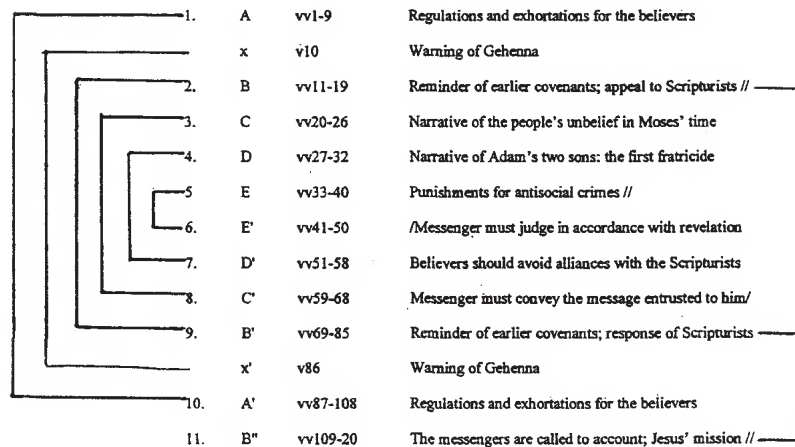 1. A vv1-9 Regulations and exhortations for the believers
x v10 Warning of Gehenna
2. B vv11-19 Reminder of earlier covenants; appeal to Scripturists //
3. C vv20-26 Narrative of the people's unbelief in Moses' time
4. D vv27-32 Narrative of Adam's two sons: the first fratricide
5 E vv33-40 Punishments for antisocial crimes //
6. E' vv41-50 /Messenger must judge in accordance with revelation
7. D' vv51-58 Believers should avoid alliances with the Scripturists
8. C' vv59-68 Messenger must convey the message entrusted to him/
9. B' vv69-85 Reminder of earlier covenants; response of Scripturists
x' v86 Warning of Gehenna
10. A' vv87-108 Regulations and exhortations for the believers
11. B" vv109-20 The messengers are called to account; Jesus' mission //